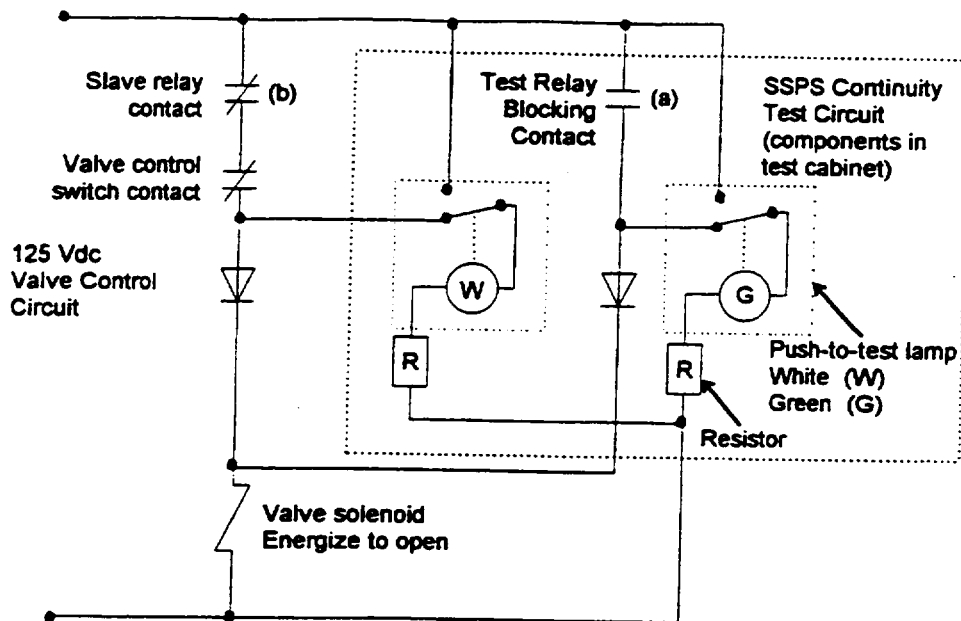 Slave relay
contact
(b)
Valve control
switch contact
125 Vdc
Valve Control
Circuit
Test Relay
Blocking
Contact
(a)
SSPS Continuity
Test Circuit
(components in
test cabinet)
W
G
R
R
Push-to-test lamp
White (W)
Green (G)
Resistor
Valve solenoid
Energize to open